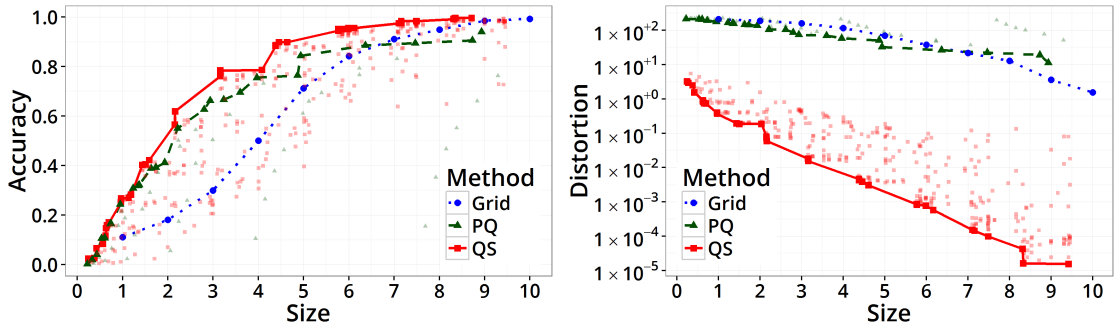 Accuracy
1.0
0.8
0.6
0.4
0.2
0.0
0 1 2 3 4 5 6 7 8 9 10
Size
Method
Grid
PQ
QS
Distortion
1 × 10⁺²
1 × 10⁺¹
1 × 10⁺⁰
1 × 10⁻¹
1 × 10⁻²
1 × 10⁻³
1 × 10⁻⁴
1 × 10⁻⁵
0 1 2 3 4 5 6 7 8 9 10
Size
Method
Grid
PQ
QS